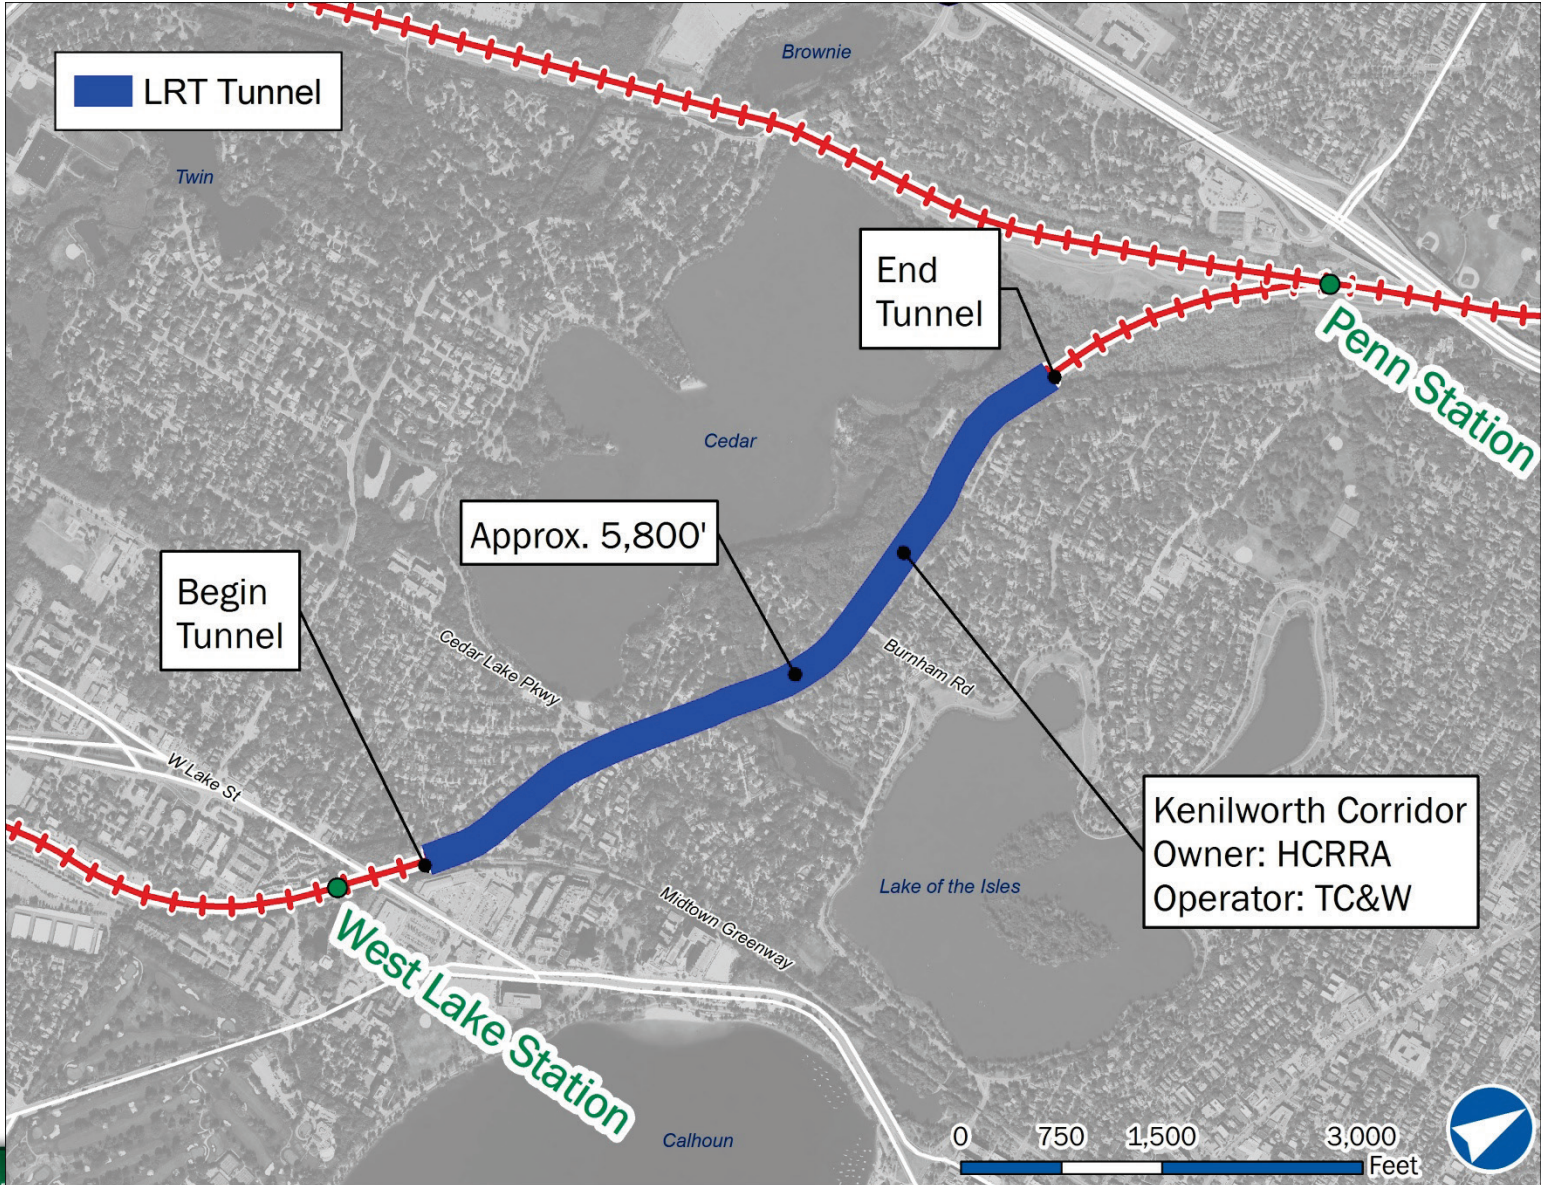 LRT Tunnel
Brownie
Twin
End
Tunnel
Penn Station
Cedar
Approx. 5,800'
Begin
Tunnel
Cedar Lake Pkwy
Burnham Rd
W Lake St
Kenilworth Corridor
Owner: HCRRA
Operator: TC&W
Lake of the Isles
Midtown Greenway
West Lake Station
Calhoun
0 750 1,500 3,000
Feet